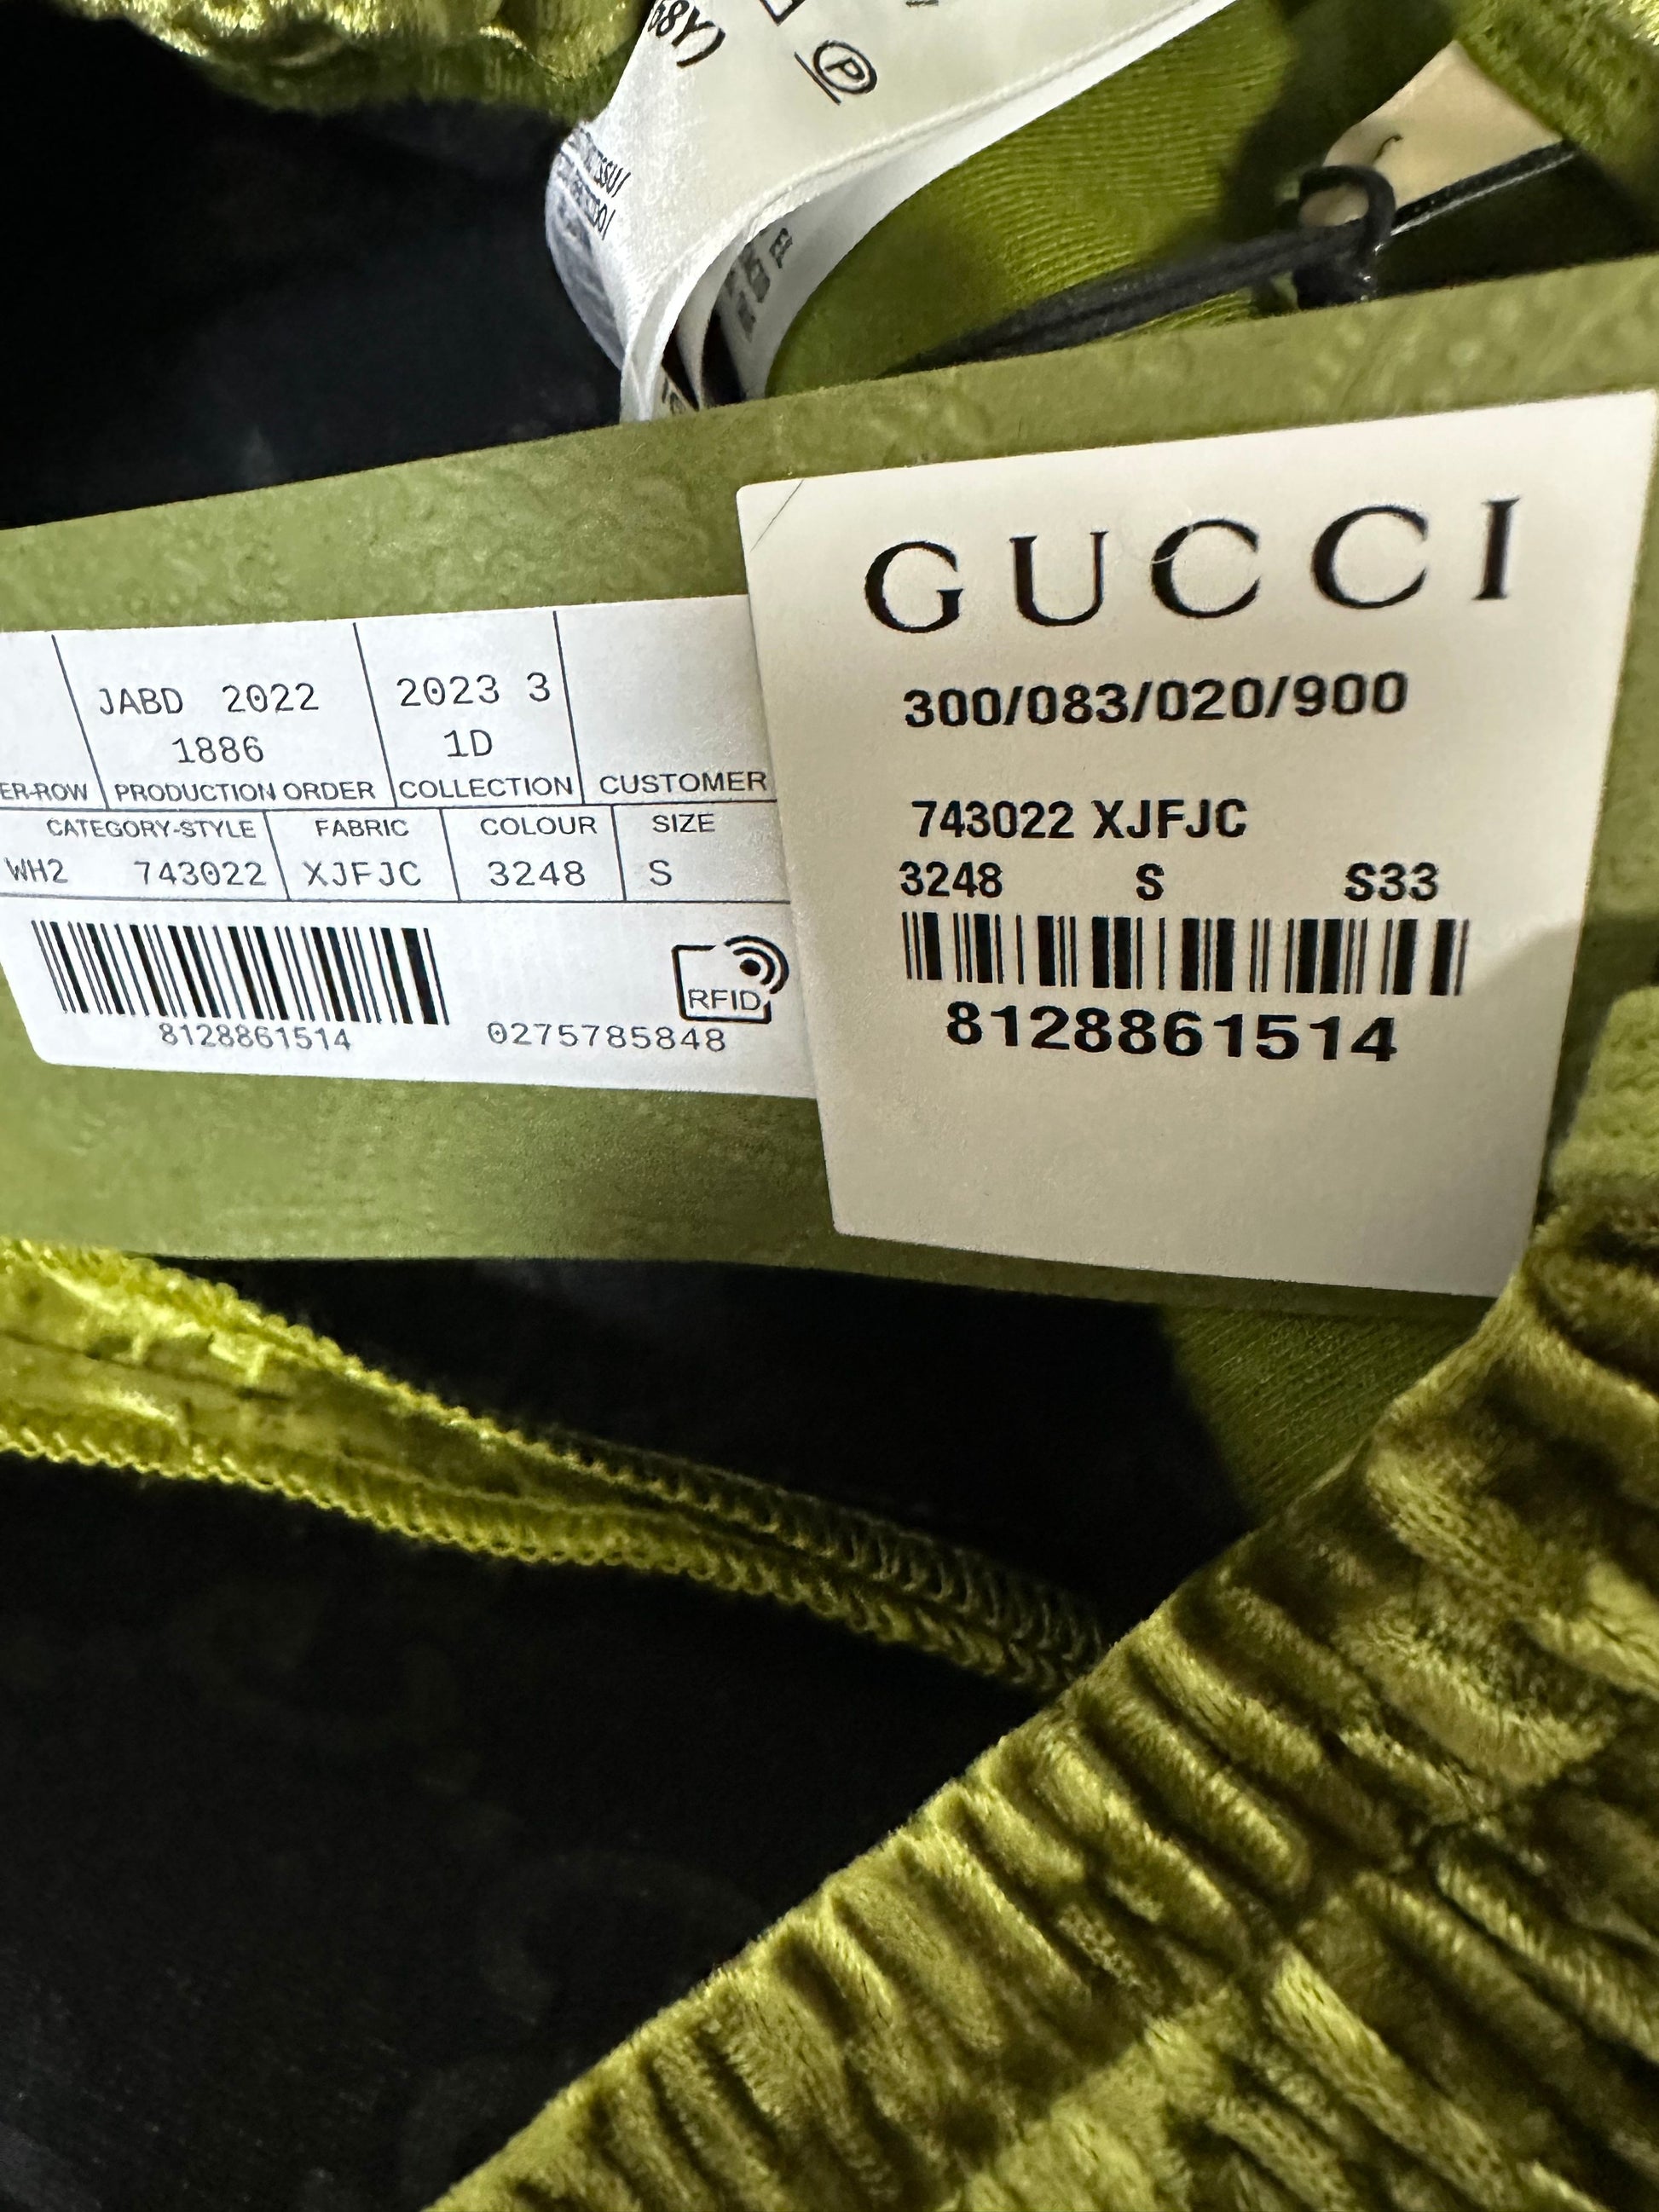 68Y)
P
JABD 2022
1886
2023 3
1D
ER-ROW
PRODUCTION ORDER
COLLECTION
CUSTOMER
CATEGORY-STYLE
FABRIC
COLOUR
SIZE
WH2
743022
XJFJC
3248
S
RFID
8128861514
0275785848
GUCCI
300/083/020/900
743022 XJFJC
3248 S S33
8128861514